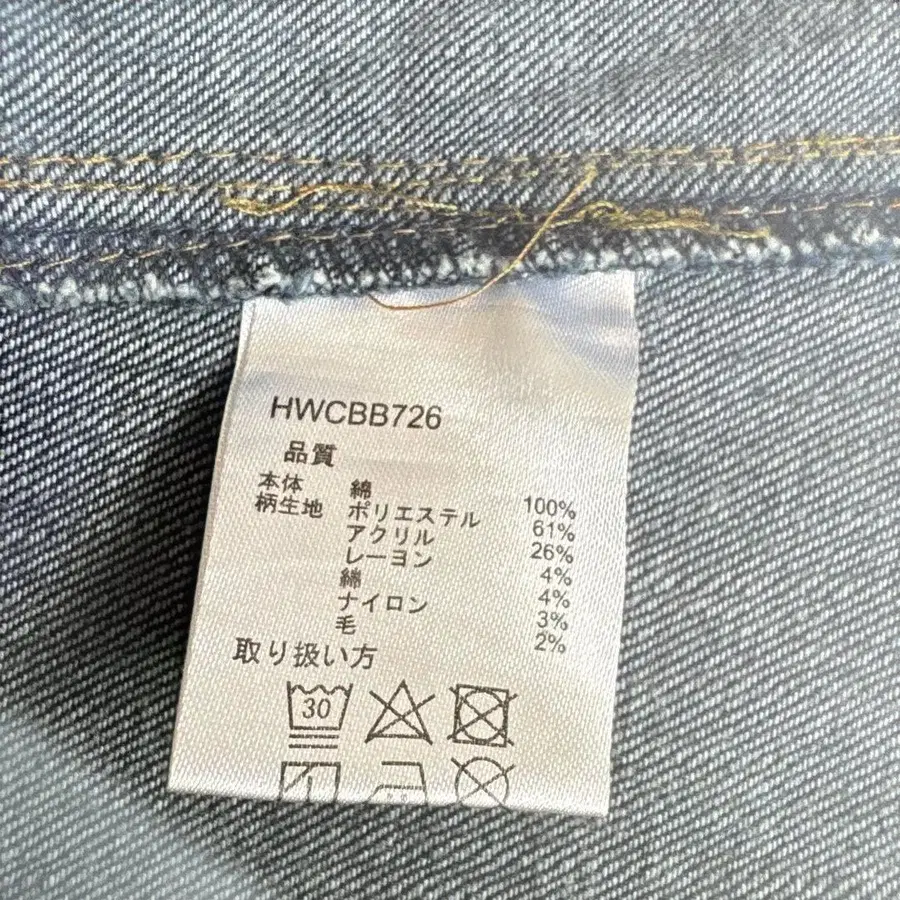 HWCBB726
品質
本体 綿 100%
柄生地 ポリエステル 61%
アクリル 26%
レーヨン 4%
綿 4%
ナイロン 3%
毛 2%
取り扱い方
30